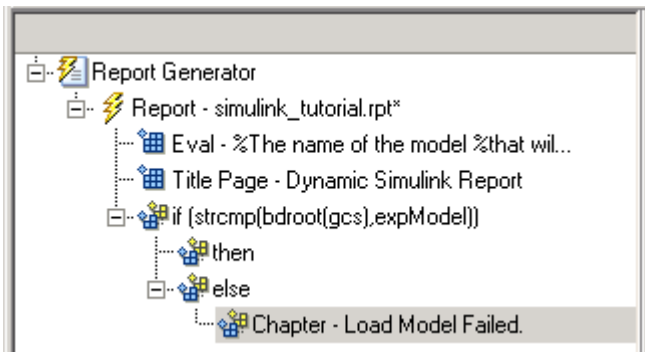 Report Generator
Report - simulink_tutorial.rpt*
Eval - %The name of the model %that wil...
Title Page - Dynamic Simulink Report
if (strcmp(bdroot(gcs),expModel))
then
else
Chapter - Load Model Failed.